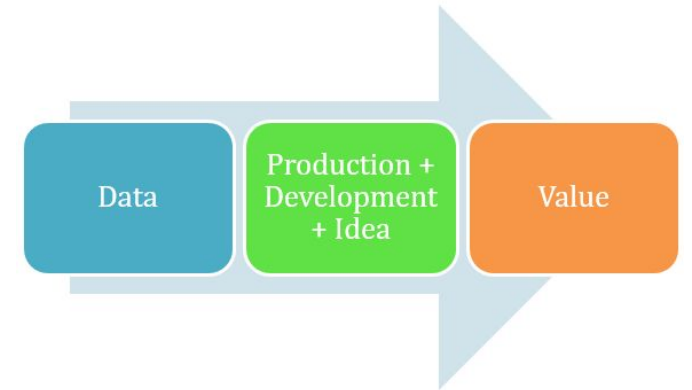 Data
Production +
Development
+ Idea
Value